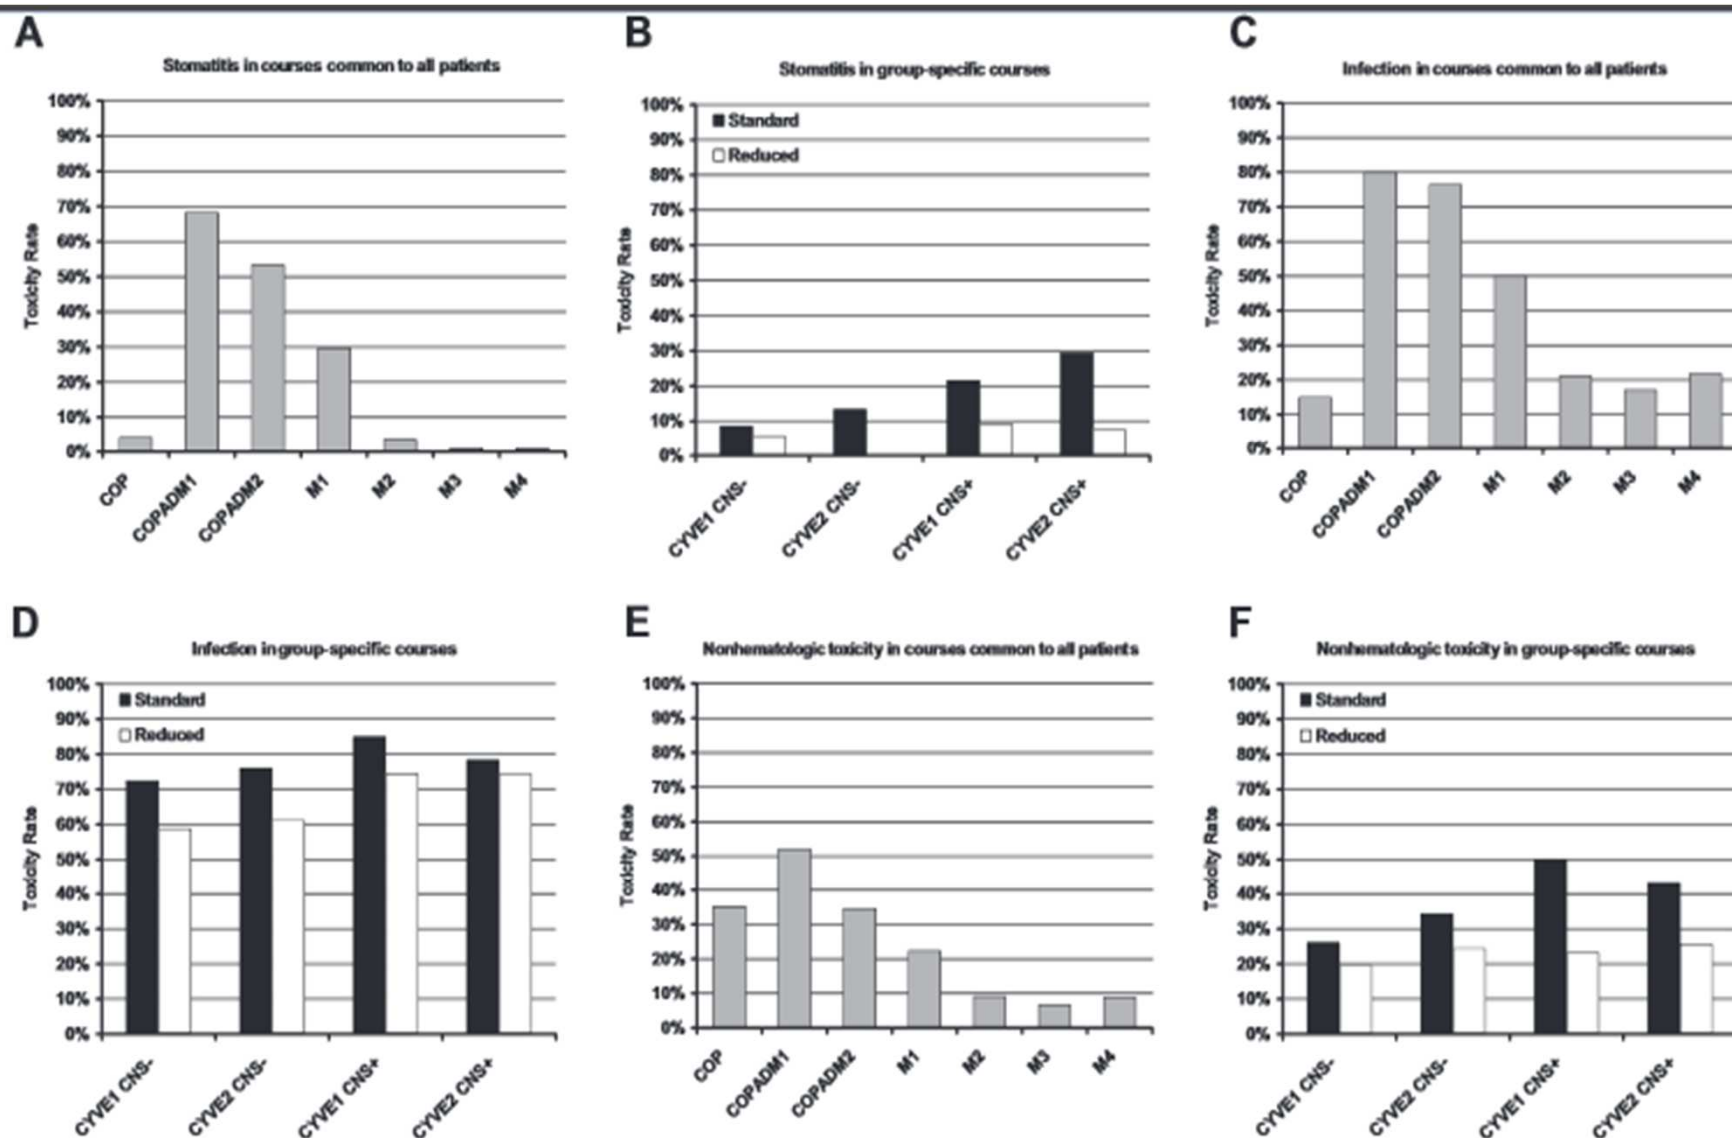 A
Stomatitis in courses common to all patients
100%
90%
80%
70%
60%
50%
40%
30%
20%
10%
0%
Toxicity Rate
COP
COPADM1
COPADM2
M1
M2
M3
M4
B
Stomatitis in group-specific courses
100%
90%
80%
70%
60%
50%
40%
30%
20%
10%
0%
Toxicity Rate
Standard
Reduced
CYVE1 CNS-
CYVE2 CNS-
CYVE1 CNS+
CYVE2 CNS+
C
Infection in courses common to all patients
100%
90%
80%
70%
60%
50%
40%
30%
20%
10%
0%
Toxicity Rate
COP
COPADM1
COPADM2
M1
M2
M3
M4
D
Infection in group-specific courses
100%
90%
80%
70%
60%
50%
40%
30%
20%
10%
0%
Toxicity Rate
Standard
Reduced
CYVE1 CNS-
CYVE2 CNS-
CYVE1 CNS+
CYVE2 CNS+
E
Nonhematologic toxicity in courses common to all patients
100%
90%
80%
70%
60%
50%
40%
30%
20%
10%
0%
Toxicity Rate
COP
COPADM1
COPADM2
M1
M2
M3
M4
F
Nonhematologic toxicity in group-specific courses
100%
90%
80%
70%
60%
50%
40%
30%
20%
10%
0%
Toxicity Rate
Standard
Reduced
CYVE1 CNS-
CYVE2 CNS-
CYVE1 CNS+
CYVE2 CNS+